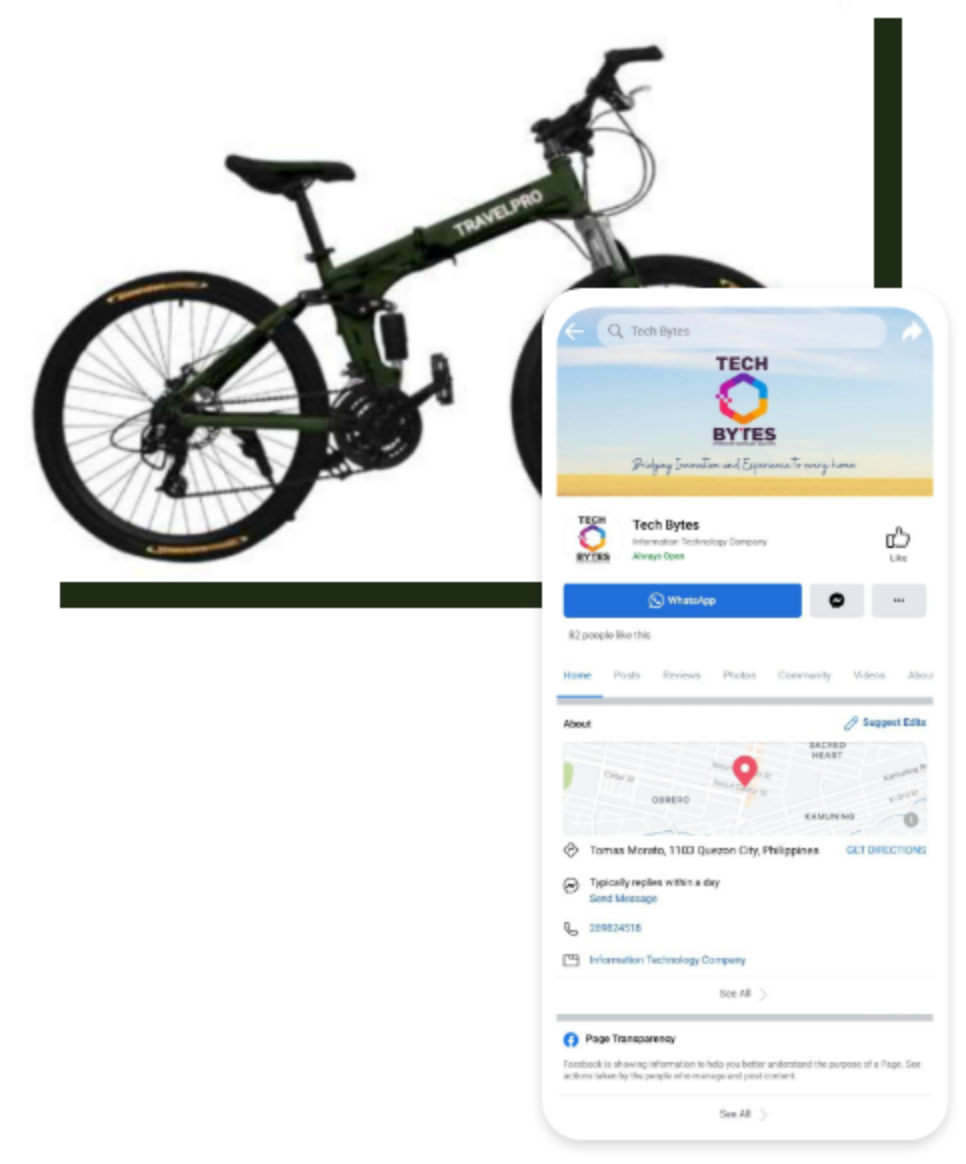 TRAVELPRO
Tech Bytes
TECH
BYTES
Bridging Innovation and Experience to every home
TECH
BYTES
Tech Bytes
Information Technology Company
Always Open
Like
WhatsApp
...
82 people like this
Home Posts Reviews Photos Community Videos Abou
About
Suggest Edits
SACRED
HEART
OBRERO
KAMUNING
Tomas Morato, 1103 Quezon City, Philippines
GET DIRECTIONS
Typically replies within a day
Send Message
Information Technology Company
See All
Page Transparency
Facebook is showing information to help you better understand the purpose of a Page. See
actions taken by the people who manage and post content.
See All